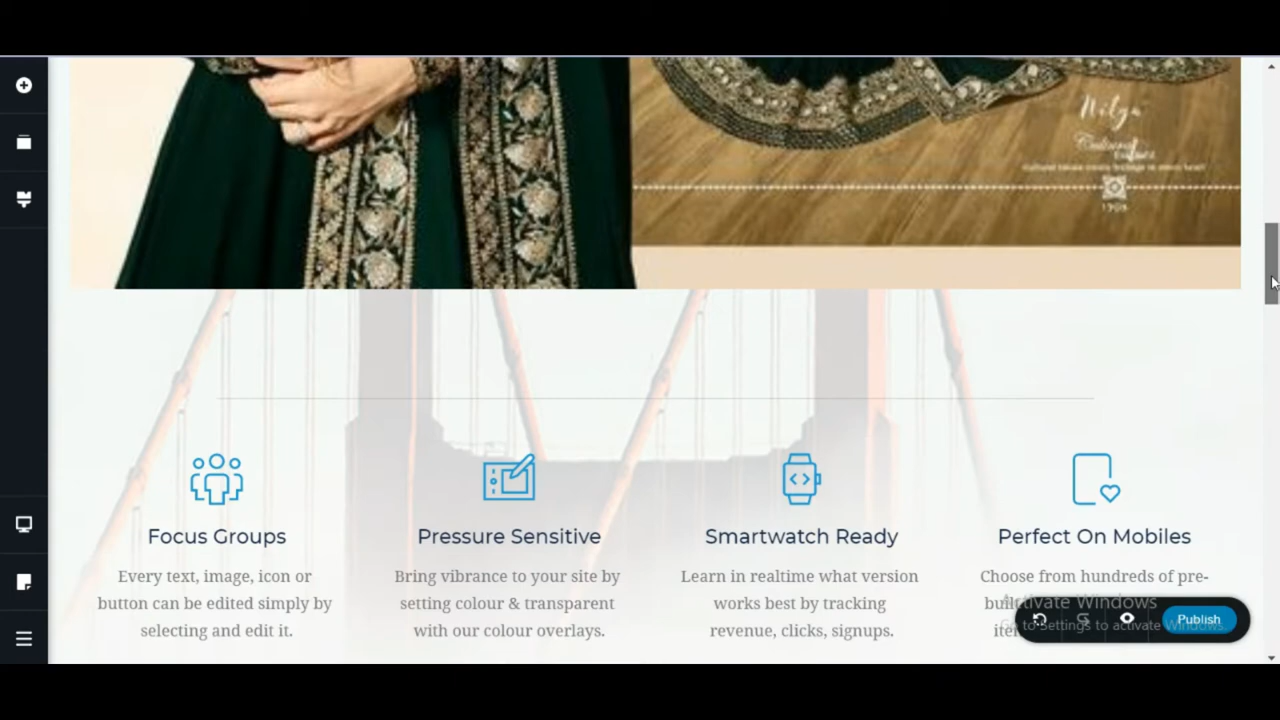 Nilya
Cultural
1908
Focus Groups
Every text, image, icon or
button can be edited simply by
selecting and edit it.
Pressure Sensitive
Bring vibrance to your site by
setting colour & transparent
with our colour overlays.
Smartwatch Ready
Learn in realtime what version
works best by tracking
revenue, clicks, signups.
Perfect On Mobiles
Choose from hundreds of pre-
Activate Windows
Go to Settings to activate Windows.
Publish